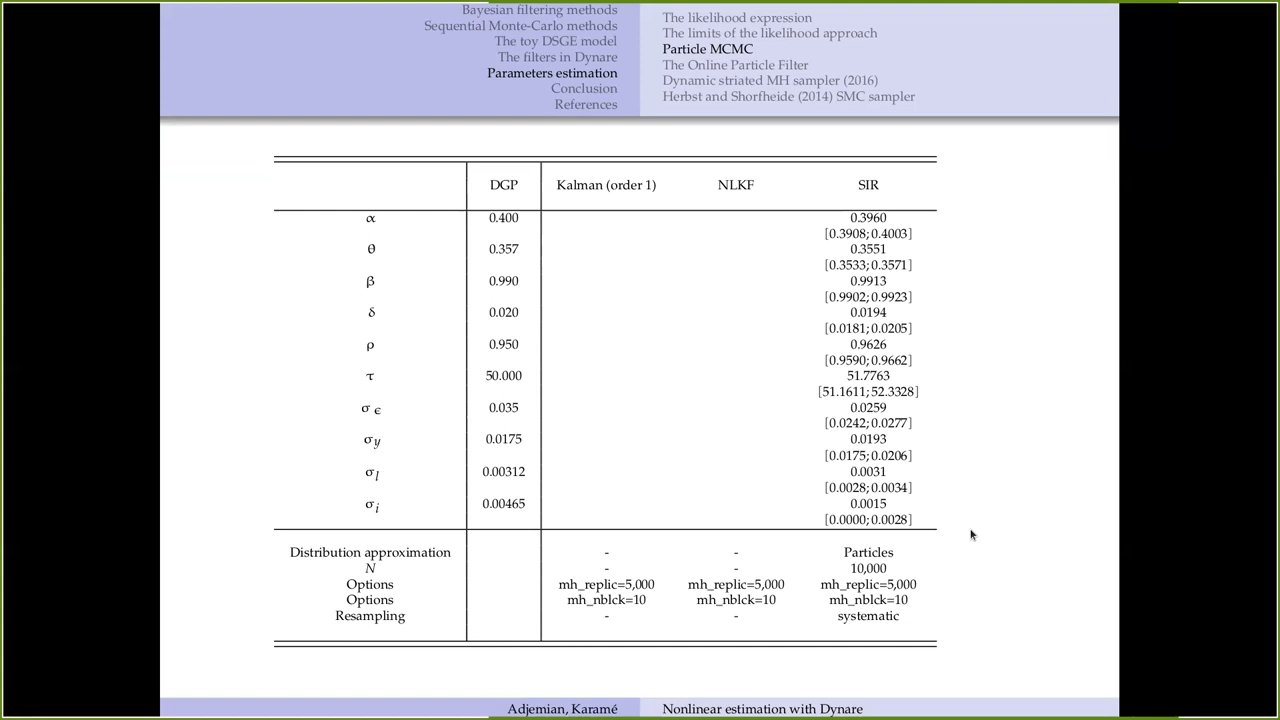 Bayesian filtering methods
Sequential Monte-Carlo methods
The toy DSGE model
The filters in Dynare
Parameters estimation
Conclusion
References
The likelihood expression
The limits of the likelihood approach
Particle MCMC
The Online Particle Filter
Dynamic striated MH sampler (2016)
Herbst and Shorfheide (2014) SMC sampler
DGP Kalman (order 1) NLKF SIR
α 0.400 0.3960
[0.3908; 0.4003]
θ 0.357 0.3551
[0.3533; 0.3571]
β 0.990 0.9913
[0.9902; 0.9923]
δ 0.020 0.0194
[0.0181; 0.0205]
ρ 0.950 0.9626
[0.9590; 0.9662]
τ 50.000 51.7763
[51.1611; 52.3328]
σ ϵ 0.035 0.0259
[0.0242; 0.0277]
σy 0.0175 0.0193
[0.0175; 0.0206]
σl 0.00312 0.0031
[0.0028; 0.0034]
σi 0.00465 0.0015
[0.0000; 0.0028]
Distribution approximation - - Particles
N - - 10,000
Options mh_replic=5,000 mh_replic=5,000 mh_replic=5,000
Options mh_nblck=10 mh_nblck=10 mh_nblck=10
Resampling - - systematic
Adjemian, Karamé Nonlinear estimation with Dynare